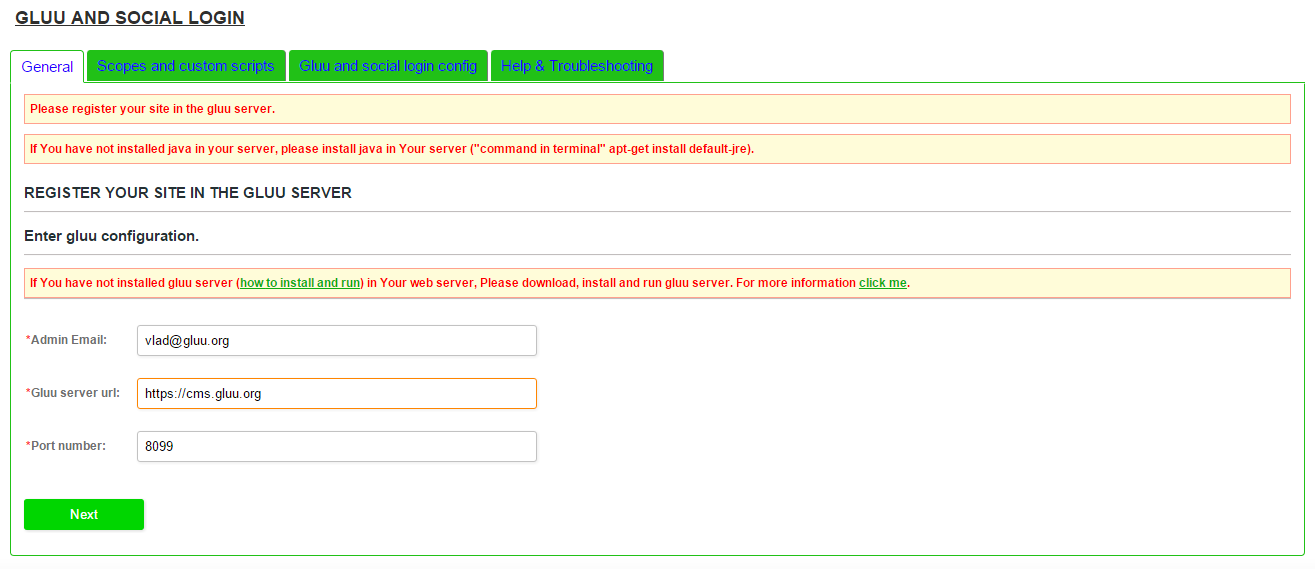 GLUU AND SOCIAL LOGIN
General Scopes and custom scripts Gluu and social login config Help & Troubleshooting
Please register your site in the gluu server.
If You have not installed java in your server, please install java in Your server ("command in terminal" apt-get install default-jre).
REGISTER YOUR SITE IN THE GLUU SERVER
Enter gluu configuration.
If You have not installed gluu server (how to install and run) in Your web server, Please download, install and run gluu server. For more information click me.
*Admin Email: vlad@gluu.org
*Gluu server url: https://cms.gluu.org
*Port number: 8099
Next